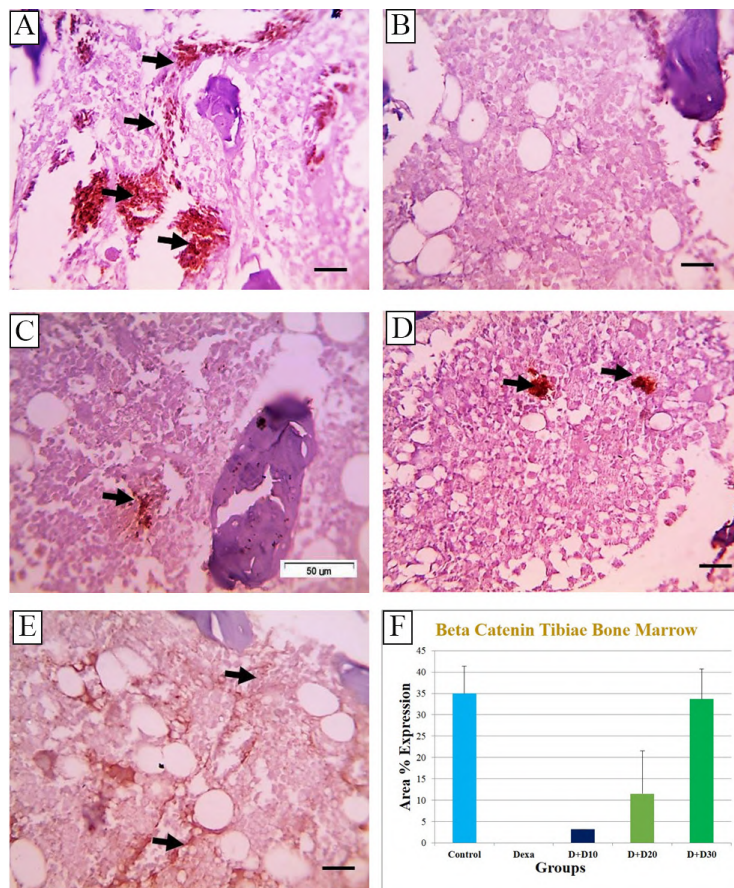 A
B
C
50 µm
D
E
F
Beta Catenin Tibiae Bone Marrow
Area % Expression
45
40
35
30
25
20
15
10
5
0
Control Dexa D+D10 D+D20 D+D30
Groups